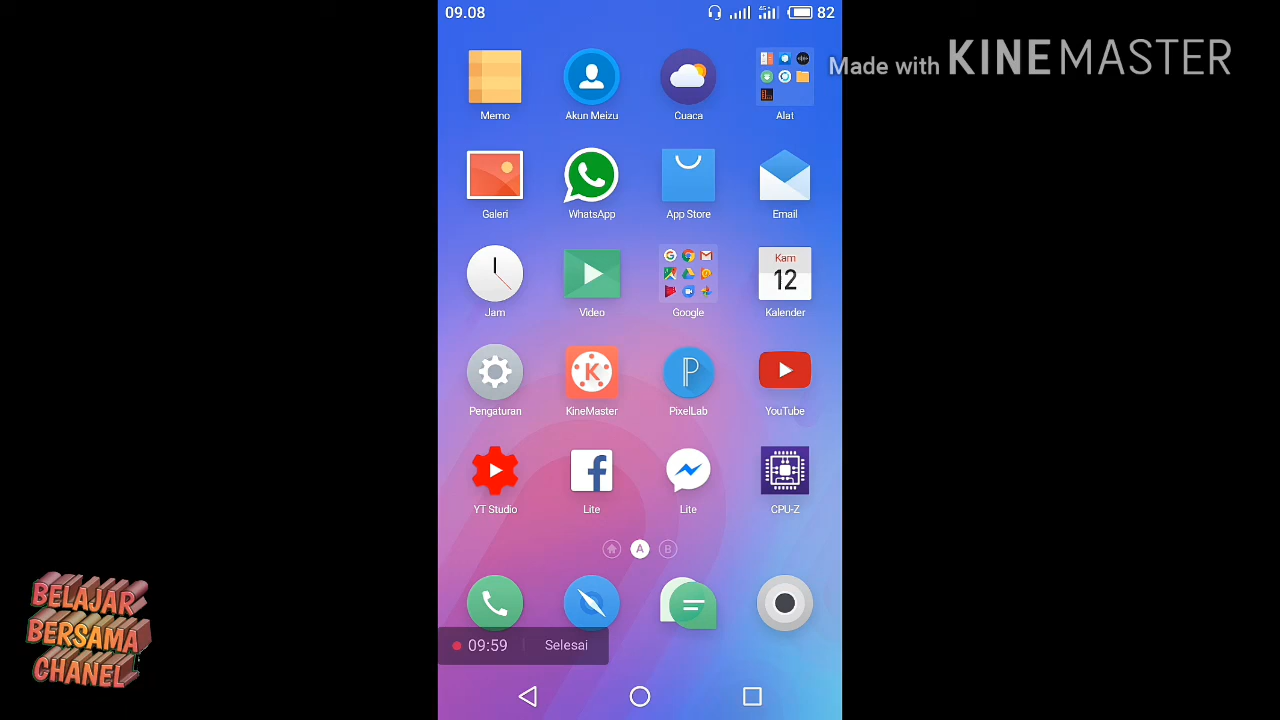 09.08
4G
82
Made with KINEMASTER
Memo
Akun Meizu
Cuaca
Alat
Galeri
WhatsApp
App Store
Email
Jam
Video
Google
Kam
12
Kalender
Pengaturan
K
KineMaster
P
PixelLab
YouTube
YT Studio
f
Lite
Lite
CPU-Z
A
B
09:59
Selesai
BELAJAR
BERSAMA
CHANEL